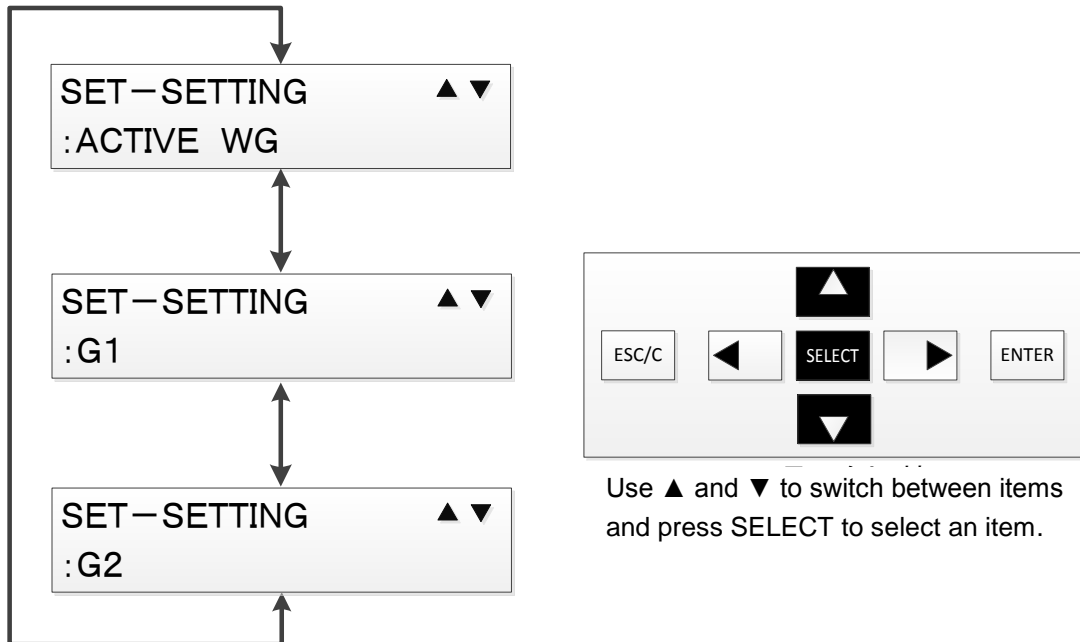 SET－SETTING ▲ ▼
:ACTIVE WG
SET－SETTING ▲ ▼
:G1
SET－SETTING ▲ ▼
:G2
ESC/C
SELECT
ENTER
Use ▲ and ▼ to switch between items
and press SELECT to select an item.